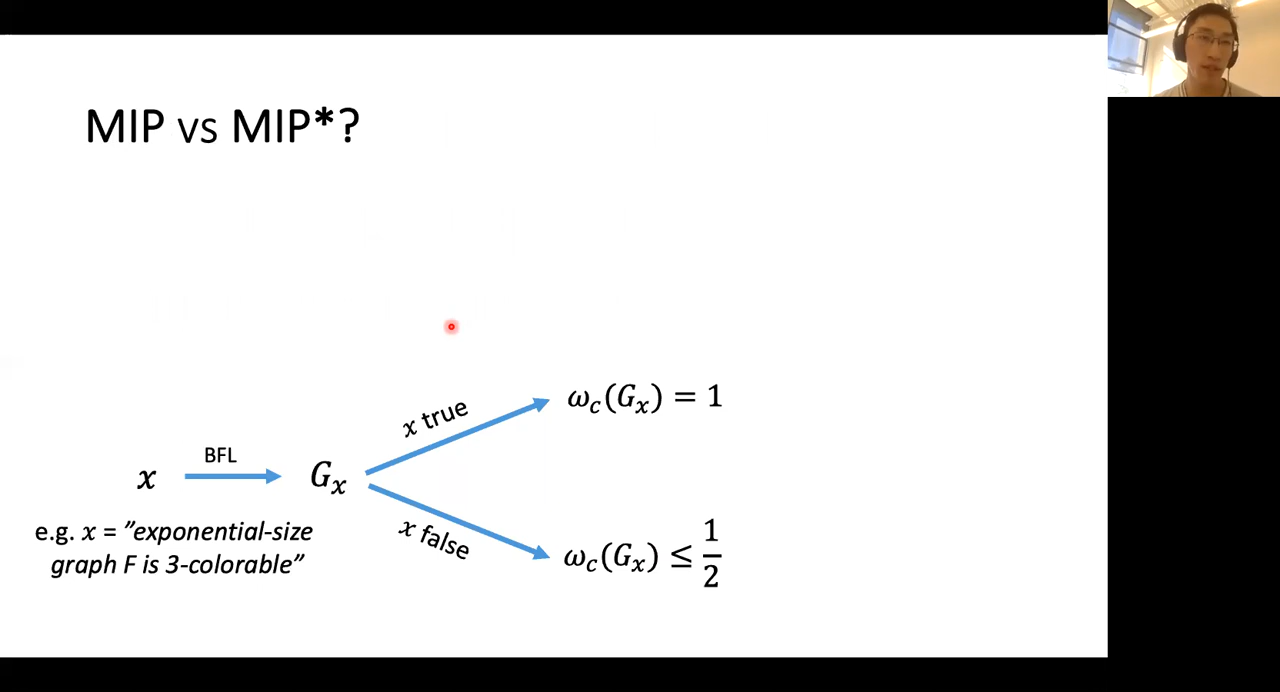 MIP vs MIP*?
x true
ω_c(G_x) = 1
BFL
x
G_x
e.g. x = ”exponential-size
graph F is 3-colorable”
x false
ω_c(G_x) ≤ 1/2